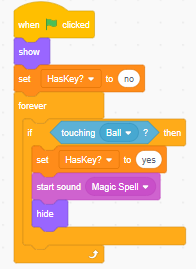 when clicked
show
set HasKey? to no
forever
if touching Ball ? then
set HasKey? to yes
start sound Magic Spell
hide